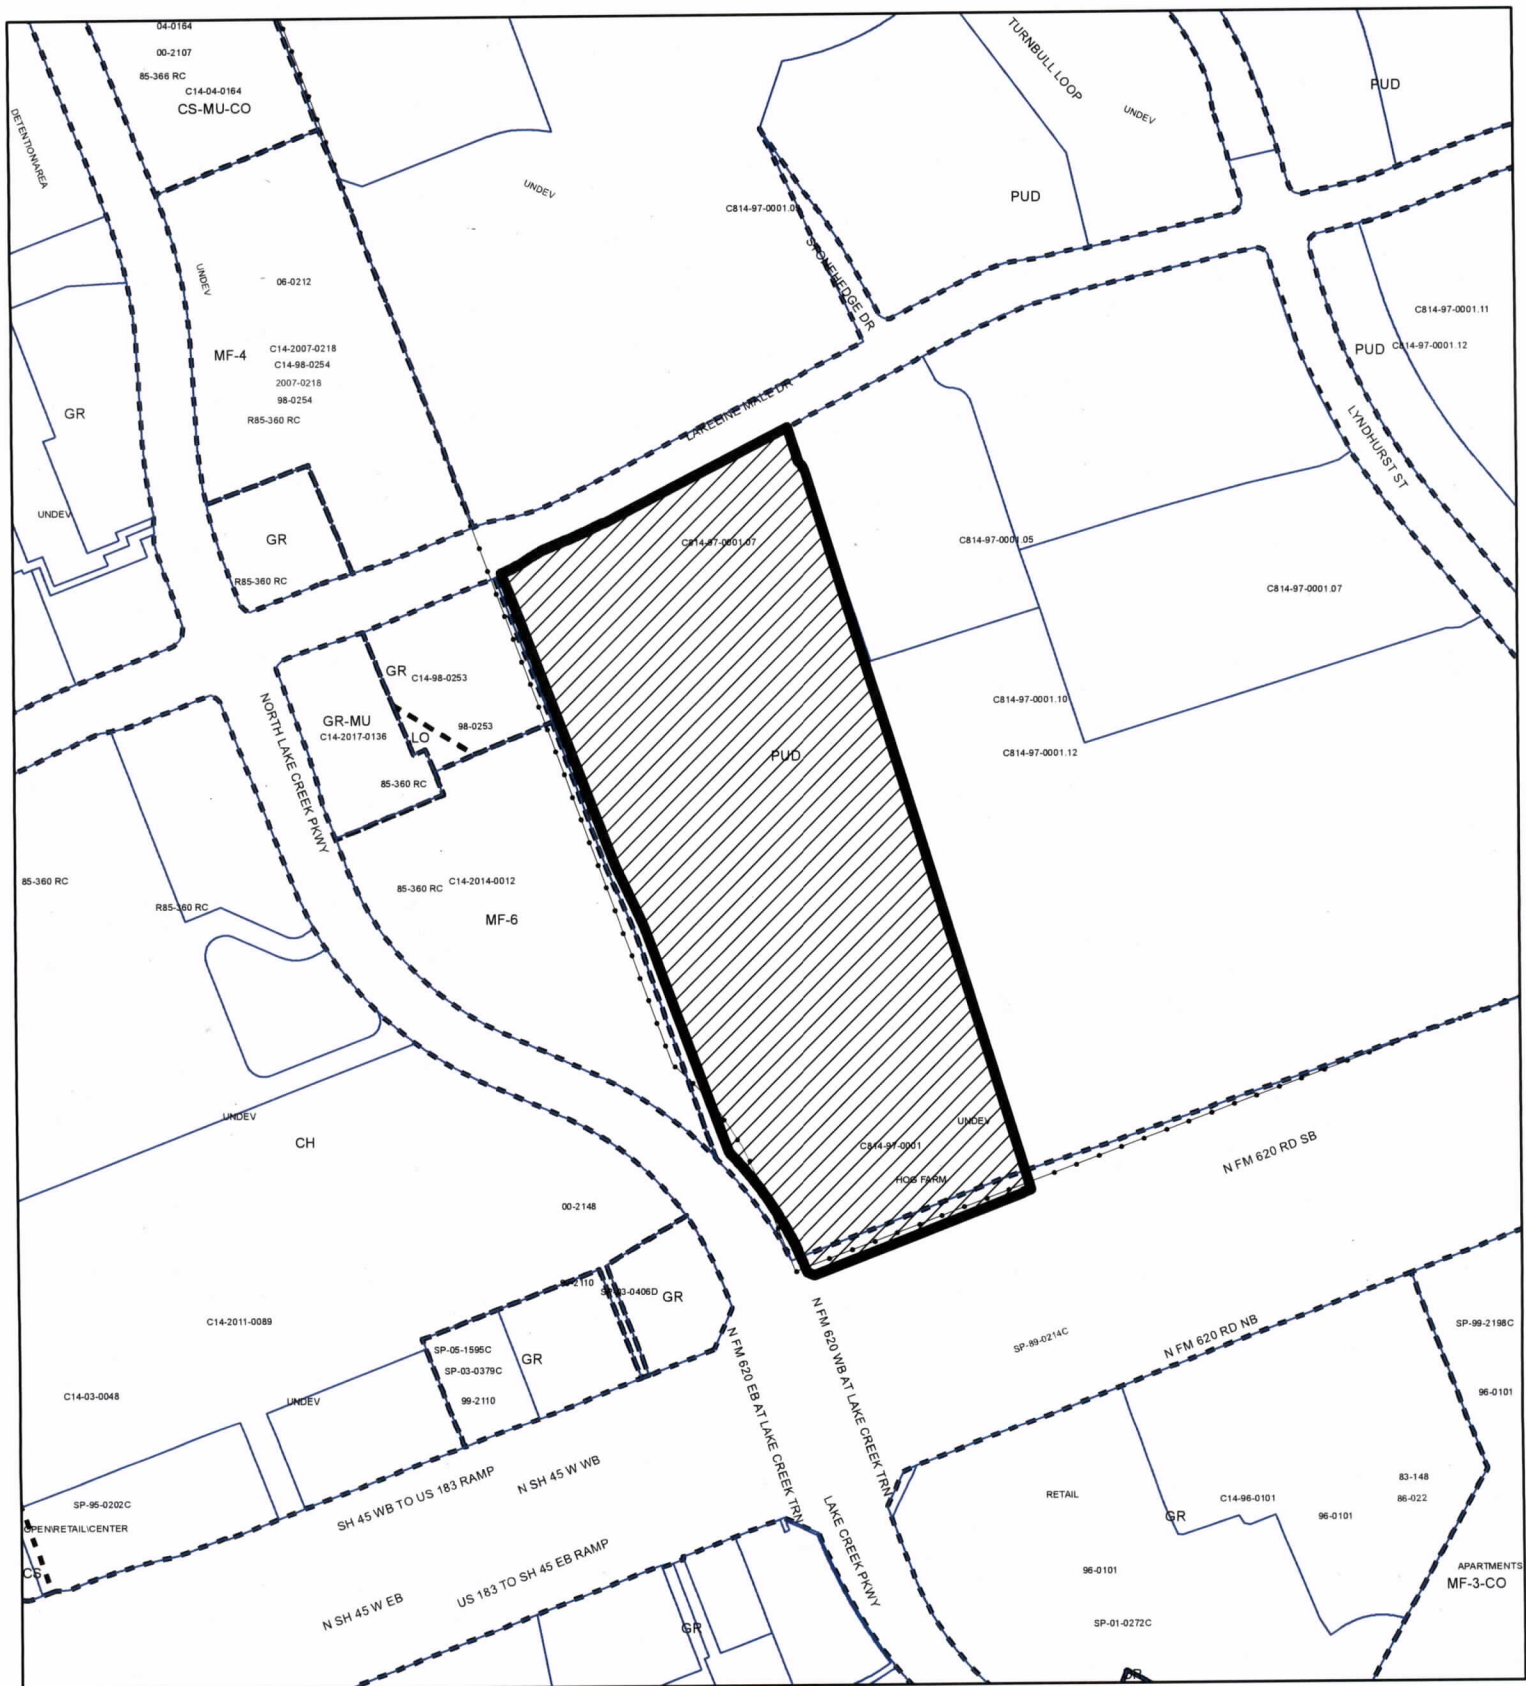 04-0164
00-2107
85-366 RC
C14-04-0164
CS-MU-CO
DETENTION\AREA
TURNBULL LOOP
UNDEV
PUD
UNDEV
C814-97-0001.0
PUD
STONEHEDGE DR
UNDEV
06-0212
C814-97-0001.11
MF-4
C14-2007-0218
C14-98-0254
2007-0218
98-0254
R85-360 RC
PUD
C814-97-0001.12
GR
LAKELINE MALL DR
LYNDHURST ST
UNDEV
GR
C814-97-0001.07
C814-97-0001.05
R85-360 RC
C814-97-0001.07
GR
C14-98-0253
C814-97-0001.10
NORTH LAKE CREEK PKWY
GR-MU
C14-2017-0136
98-0253
LO
PUD
C814-97-0001.12
85-360 RC
85-360 RC
85-360 RC
C14-2014-0012
R85-360 RC
MF-6
UNDEV
CH
UNDEV
C814-97-0001
HOG FARM
N FM 620 RD SB
00-2148
-2110
SP-03-0406D
GR
C14-2011-0089
N FM 620 EB AT LAKE CREEK TRN
N FM 620 WB AT LAKE CREEK TRN
SP-89-0214C
N FM 620 RD NB
SP-99-2198C
SP-05-1595C
GR
SP-03-0379C
99-2110
C14-03-0048
UNDEV
96-0101
SP-95-0202C
OPEN\RETAIL\CENTER
CS
SH 45 WB TO US 183 RAMP
N SH 45 W WB
RETAIL
GR
C14-96-0101
83-148
86-022
96-0101
LAKE CREEK PKWY
N SH 45 W EB
US 183 TO SH 45 EB RAMP
96-0101
APARTMENTS
MF-3-CO
GR
SP-01-0272C